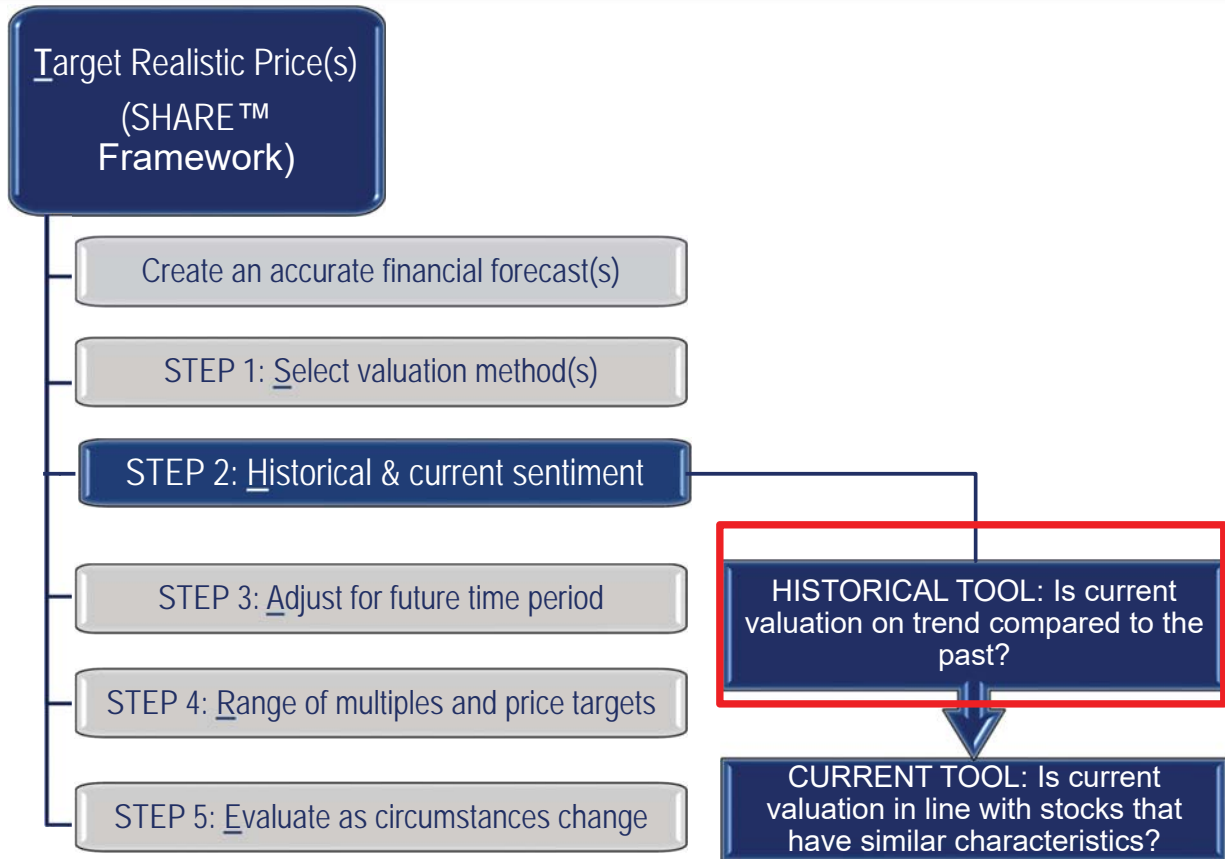 Target Realistic Price(s)
(SHARE™
Framework)
Create an accurate financial forecast(s)
STEP 1: Select valuation method(s)
STEP 2: Historical & current sentiment
STEP 3: Adjust for future time period
STEP 4: Range of multiples and price targets
STEP 5: Evaluate as circumstances change
HISTORICAL TOOL: Is current
valuation on trend compared to the
past?
CURRENT TOOL: Is current
valuation in line with stocks that
have similar characteristics?